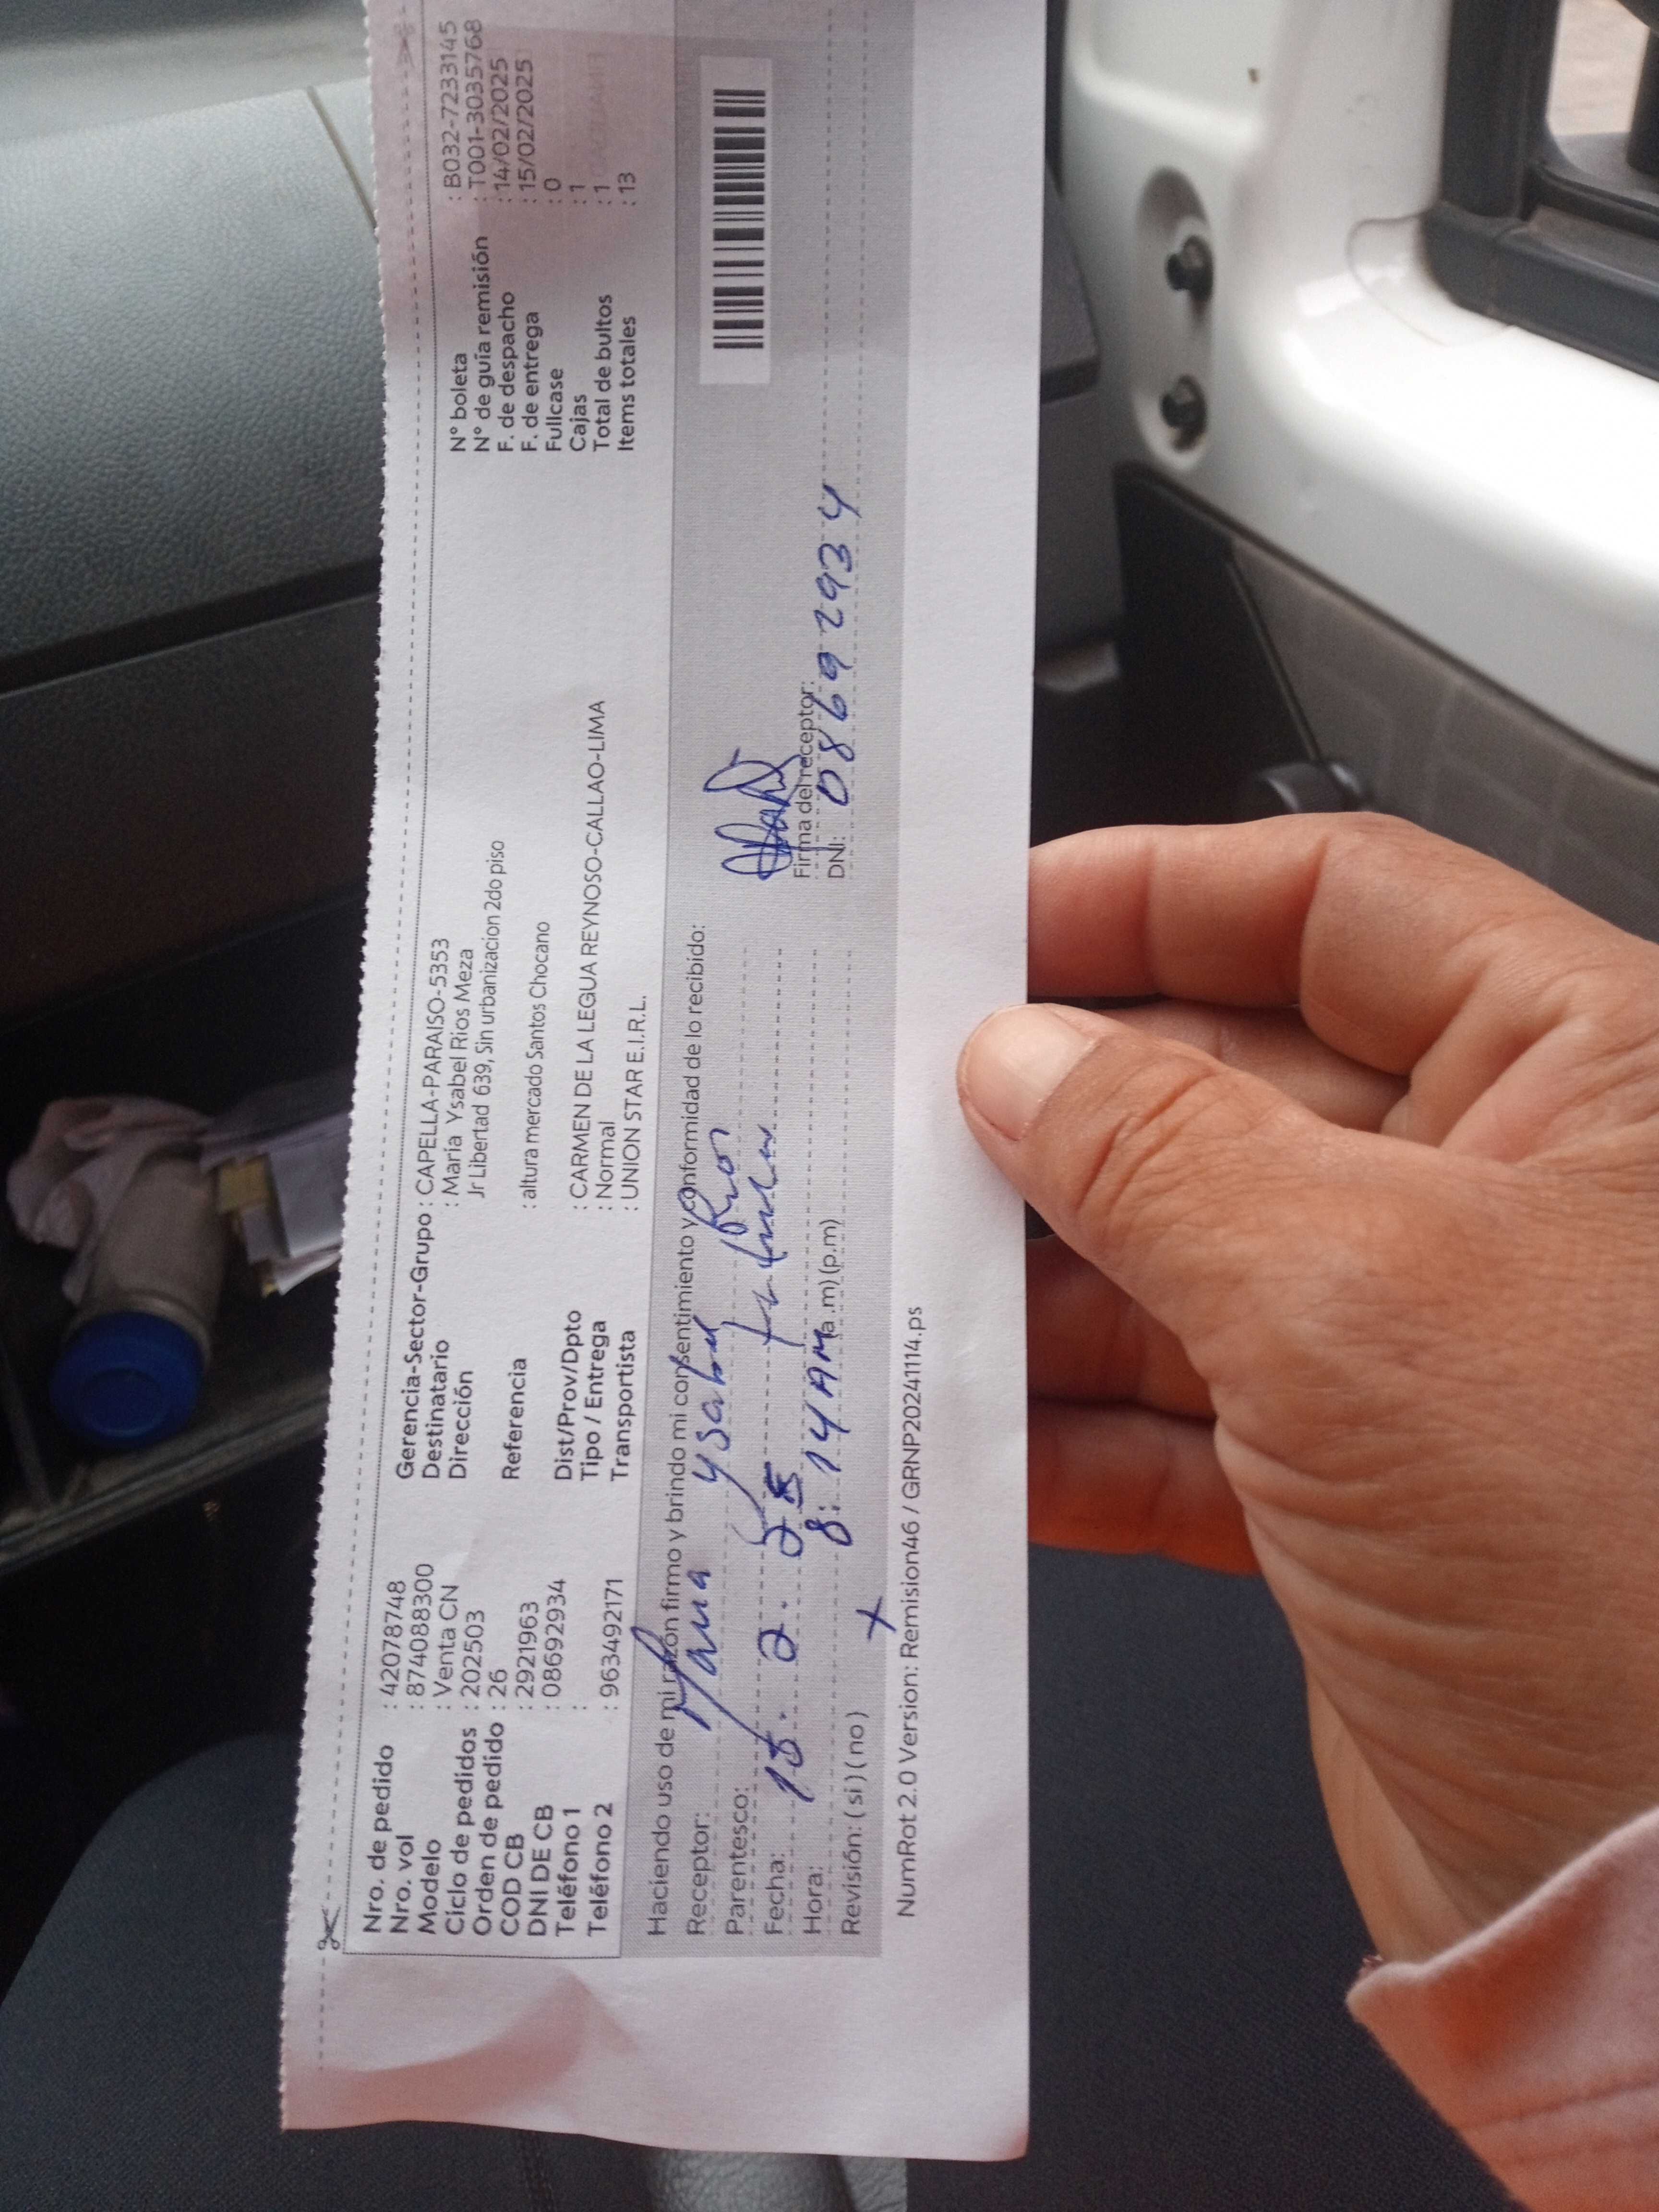 Nro. de pedido : 42078748
Nro. vol : 8740888300
Modelo : Venta CN
Ciclo de pedidos : 202503
Orden de pedido : 26
COD CB : 2921963
DNI DE CB : 08692934
Teléfono 1 :
Teléfono 2 : 963492171
Gerencia-Sector-Grupo : CAPELLA-PARAISO-5353
Destinatario : María Ysabel Rios Meza
Dirección Jr Libertad 639, Sin urbanizacion 2do piso
Referencia : altura mercado Santos Chocano
Dist/Prov/Dpto : CARMEN DE LA LEGUA REYNOSO-CALLAO-LIMA
Tipo / Entrega : Normal
Transportista : UNION STAR E.I.R.L.
N° boleta : B032-7233145
N° de guía remisión : T001-3035768
F. de despacho : 14/02/2025
F. de entrega : 15/02/2025
Fullcase : 0
Cajas : 1
Total de bultos : 1
Items totales : 13
Haciendo uso de mi razón firmo y brindo mi consentimiento y conformidad de lo recibido:
Receptor: Maria Ysabel Rios
Parentesco:
Fecha: 15. 2. 25
Hora: 8:14 AM (a.m)(p.m)
Revisión: ( si ) ( no ) x
Firma del receptor:
DNI: 08692934
NumRot 2.0 Version: Remision46 / GRNP20241114.ps